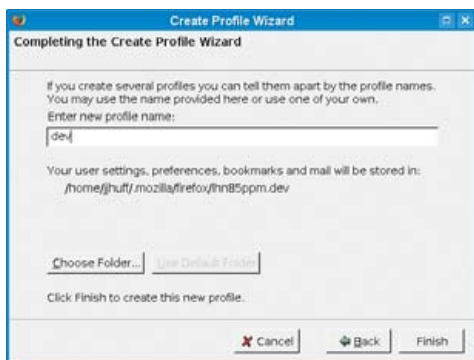 Create Profile Wizard
Completing the Create Profile Wizard
If you create several profiles you can tell them apart by the profile names.
You may use the name provided here or use one of your own.
Enter new profile name:
dev
Your user settings, preferences, bookmarks and mail will be stored in:
/home/jjhuff/.mozilla/firefox/lhn85ppm.dev
Choose Folder... Use Default Folder
Click Finish to create this new profile.
Cancel Back Finish